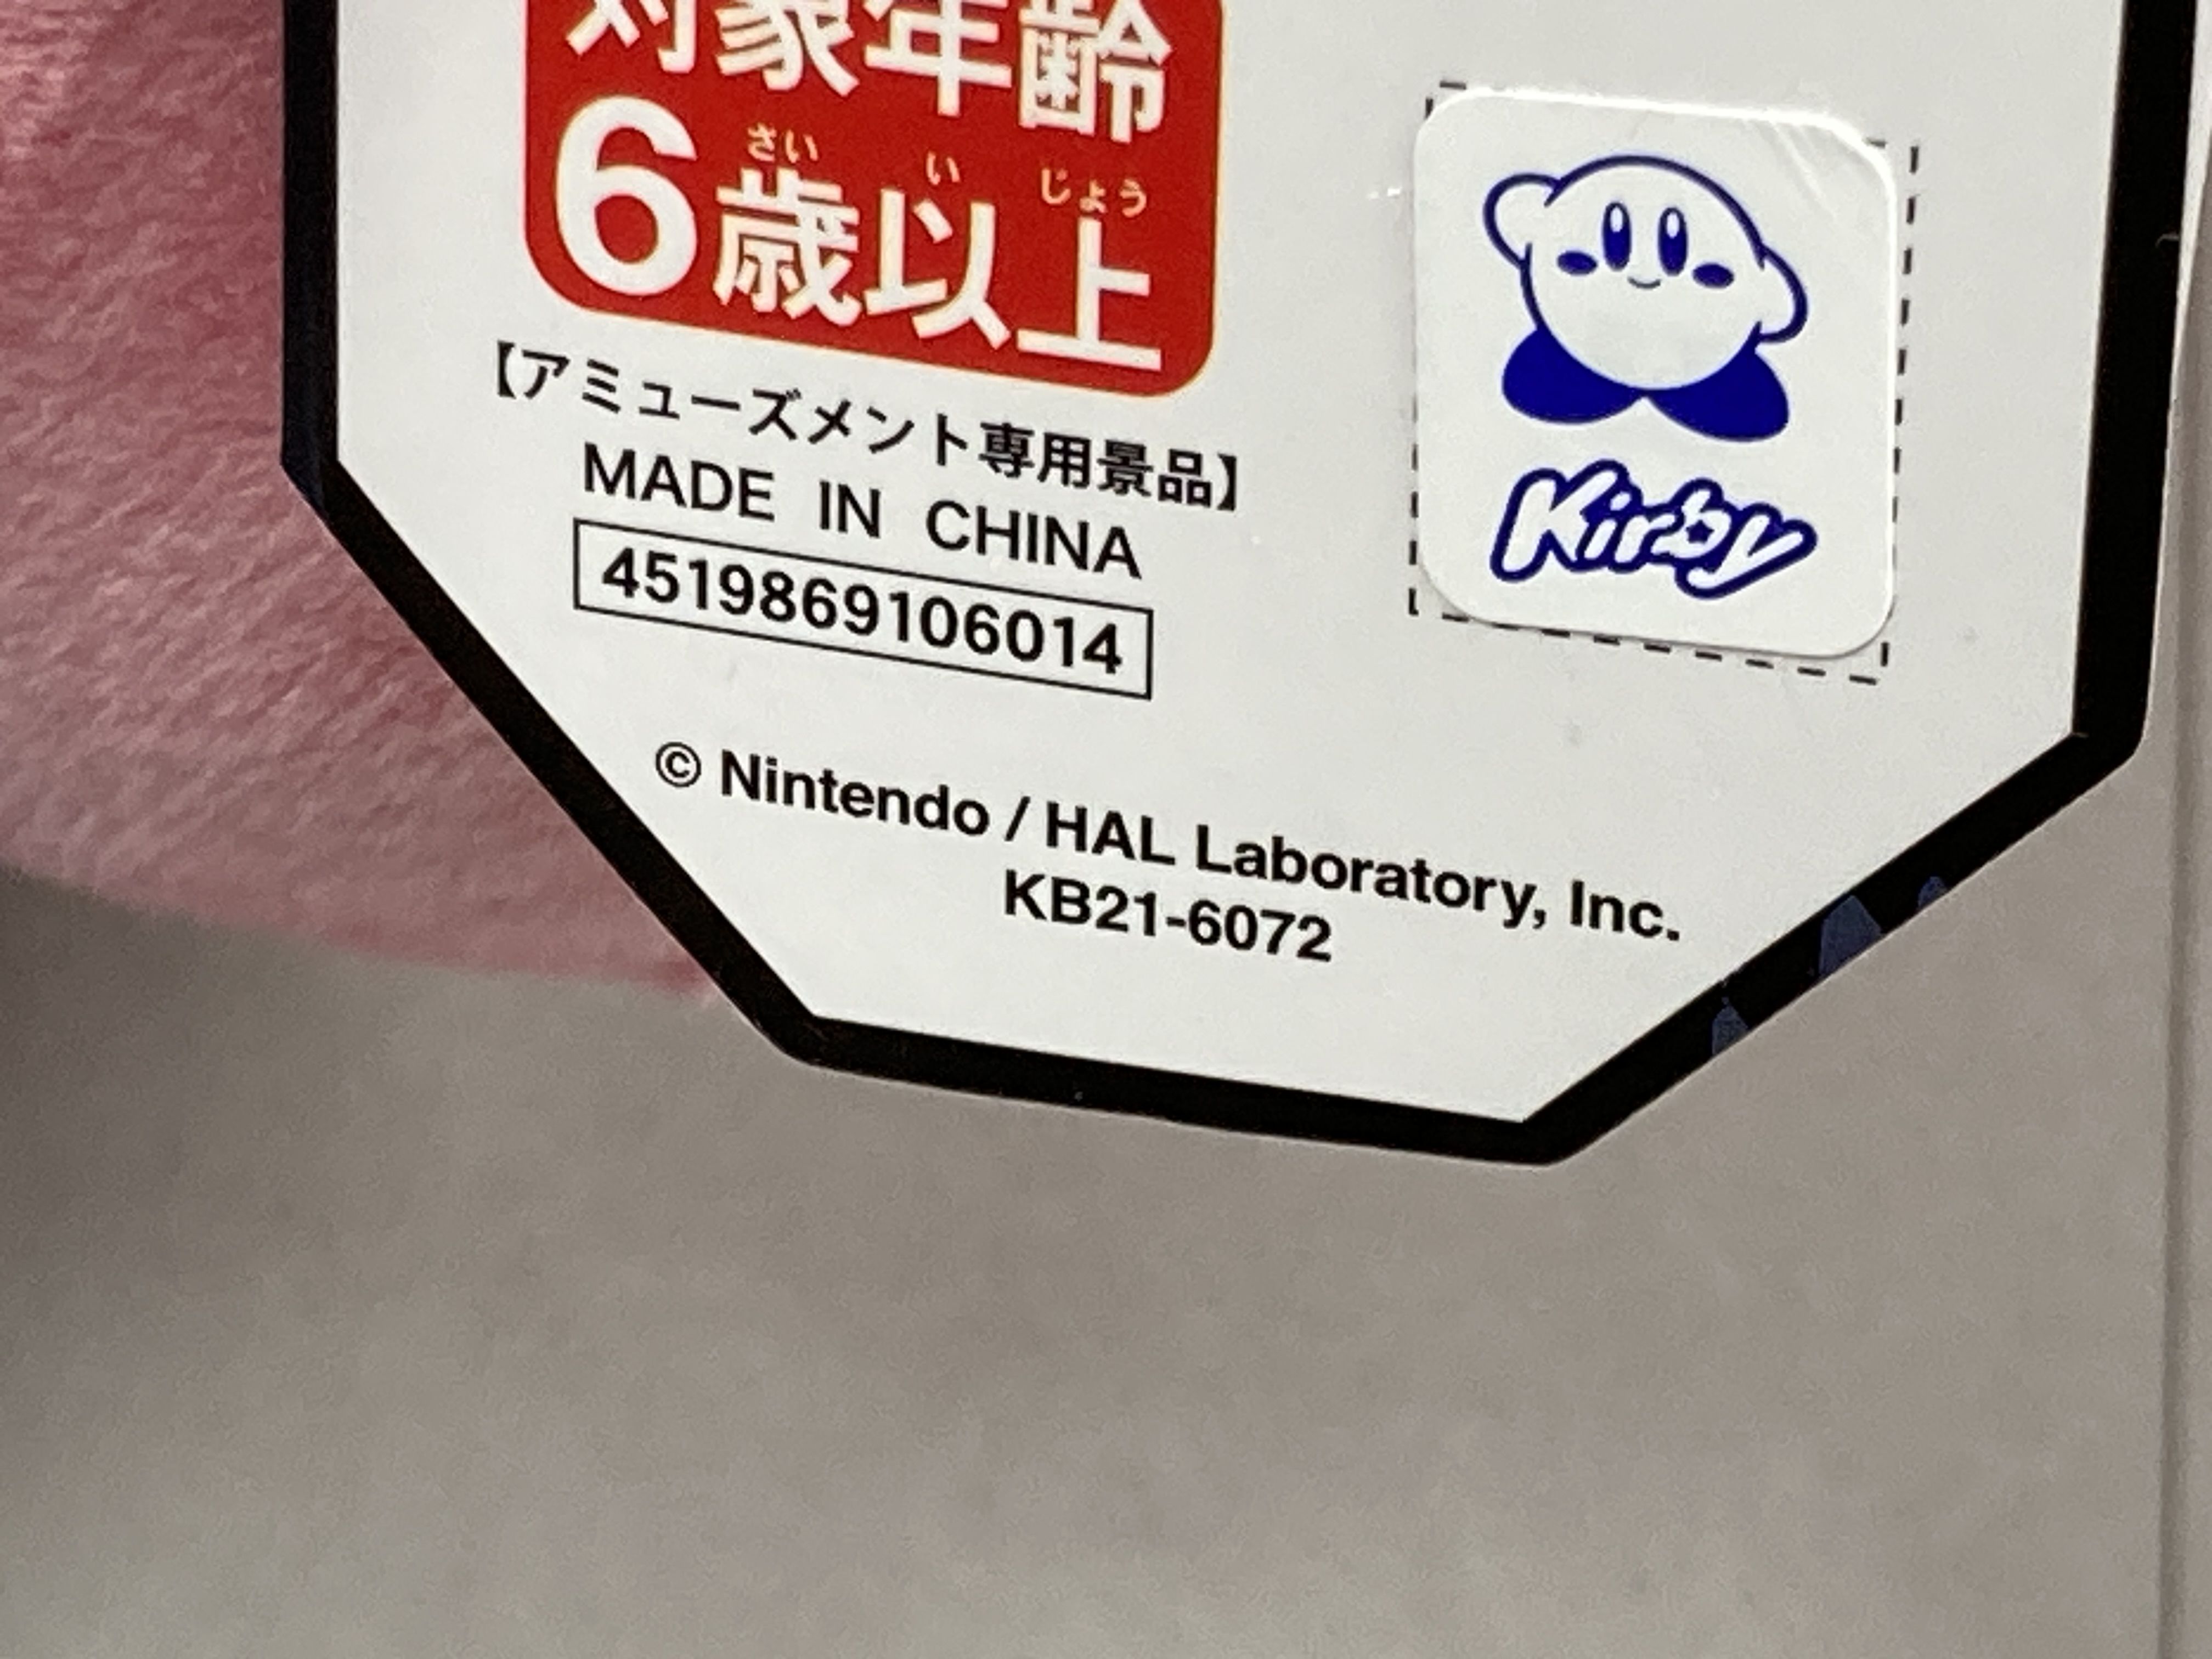 対象年齢
さい い じょう
6歳以上
【アミューズメント専用景品】
MADE IN CHINA
4519869106014
Kirby
© Nintendo / HAL Laboratory, Inc.
KB21-6072